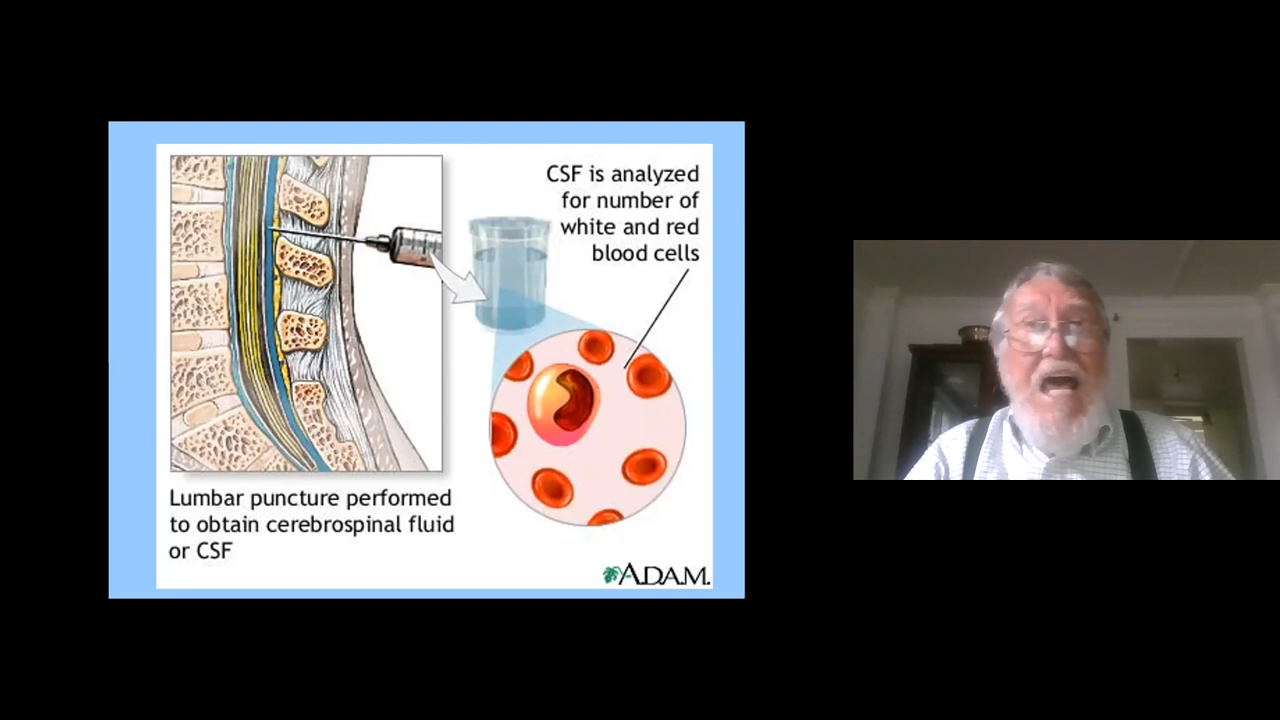 CSF is analyzed
for number of
white and red
blood cells
Lumbar puncture performed
to obtain cerebrospinal fluid
or CSF
A.D.A.M.